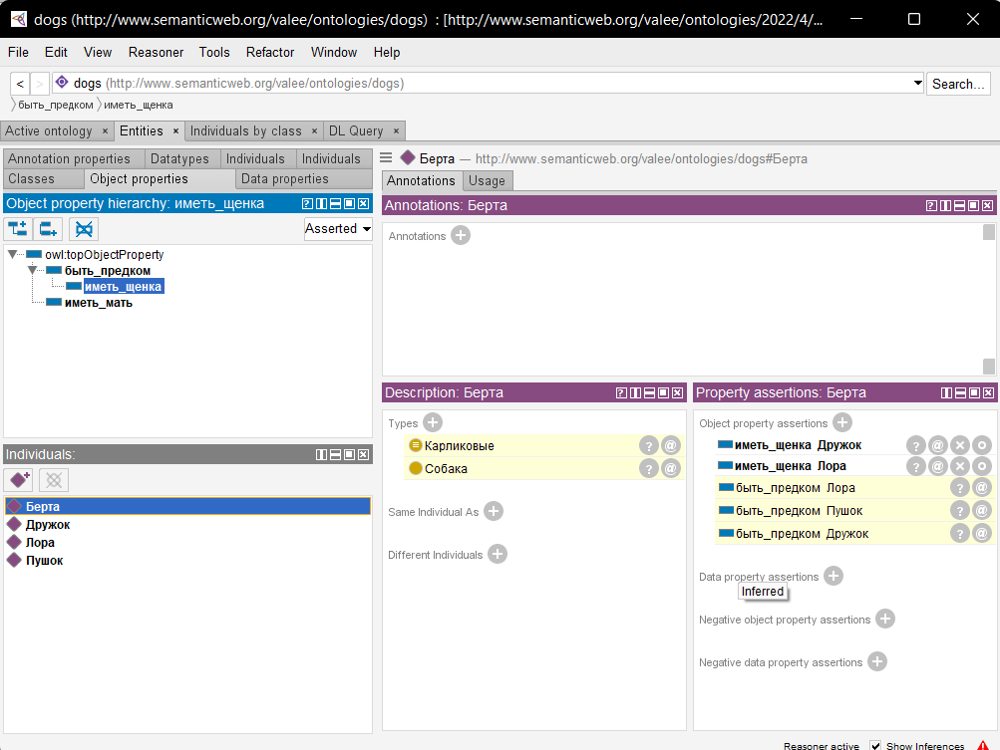 dogs (http://www.semanticweb.org/valee/ontologies/dogs) : [http://www.semanticweb.org/valee/ontologies/2022/4/...
File Edit View Reasoner Tools Refactor Window Help
< > dogs (http://www.semanticweb.org/valee/ontologies/dogs) Search...
быть_предком иметь_щенка
Active ontology × Entities × Individuals by class × DL Query ×
Annotation properties Datatypes Individuals Individuals
Classes Object properties Data properties
Object property hierarchy: иметь_щенка
Asserted
owl:topObjectProperty
быть_предком
иметь_щенка
иметь_мать
Individuals:
Берта
Дружок
Лора
Пушок
Берта — http://www.semanticweb.org/valee/ontologies/dogs#Берта
Annotations Usage
Annotations: Берта
Annotations
Description: Берта
Types
Карликовые
Собака
Same Individual As
Different Individuals
Property assertions: Берта
Object property assertions
иметь_щенка Дружок
иметь_щенка Лора
быть_предком Лора
быть_предком Пушок
быть_предком Дружок
Data property assertions
Inferred
Negative object property assertions
Negative data property assertions
Reasoner active Show Inferences